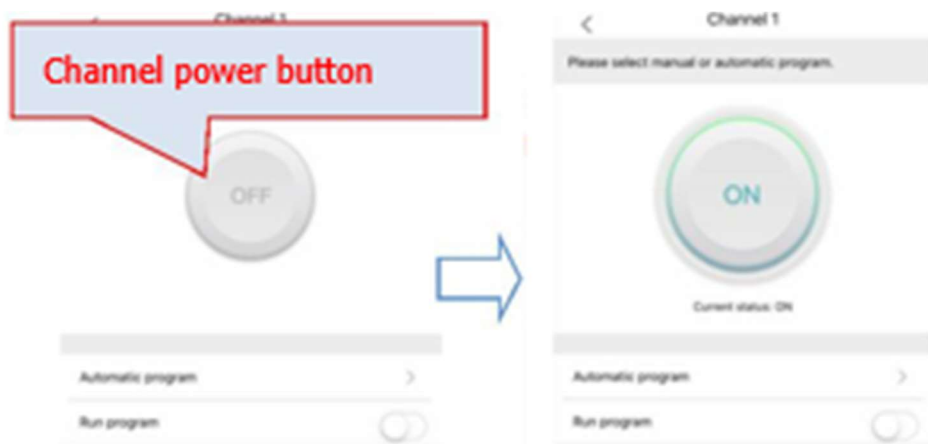 Channel 1
Channel power button
OFF
Automatic program
Run program
Channel 1
Please select manual or automatic program.
ON
Current status: ON
Automatic program
Run program